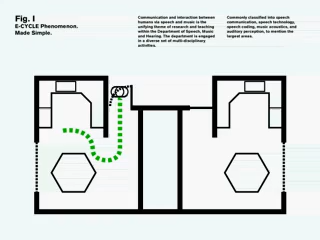 Fig. I
E-CYCLE Phenomenon.
Made Simple.
Communication and interaction between
humans via speech and music is the
unifying theme of research and teaching
within the Department of Speech, Music
and Hearing. The department is engaged
in a diverse set of multi-disciplinary
activities.
Commonly classified into speech
communication, speech technology,
speech coding, music acoustics, and
auditory perception, to mention the
largest areas.